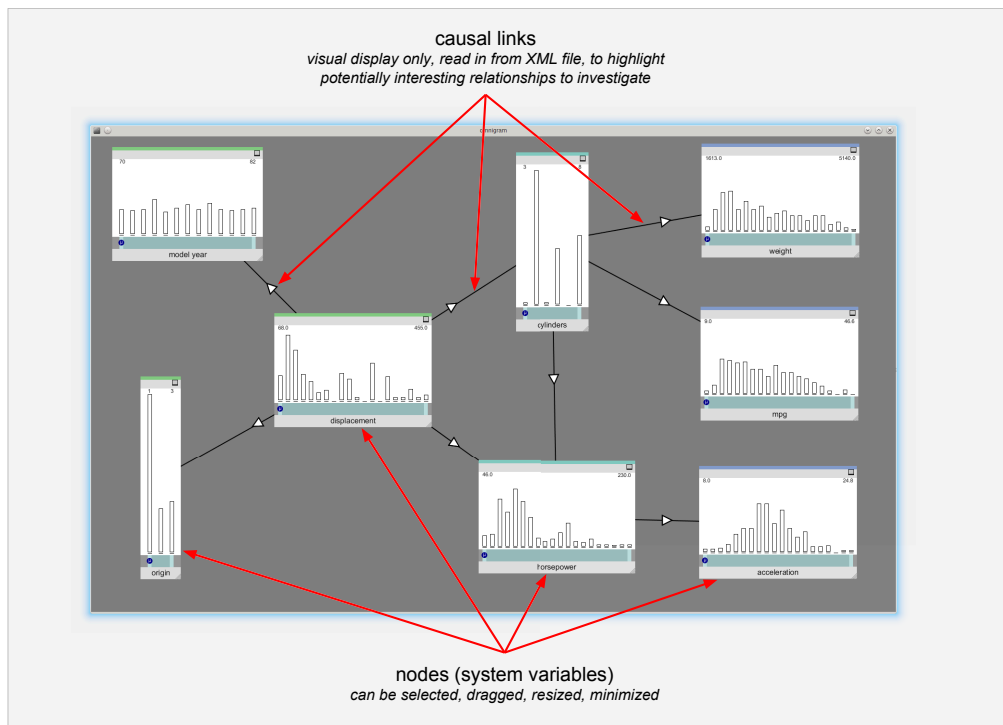 causal links
visual display only, read in from XML file, to highlight
potentially interesting relationships to investigate
omnigram
70 82
model year
3 8
cylinders
1613.0 5140.0
weight
68.0 455.0
displacement
9.0 46.6
mpg
1 3
origin
46.0 230.0
horsepower
8.0 24.8
acceleration
nodes (system variables)
can be selected, dragged, resized, minimized